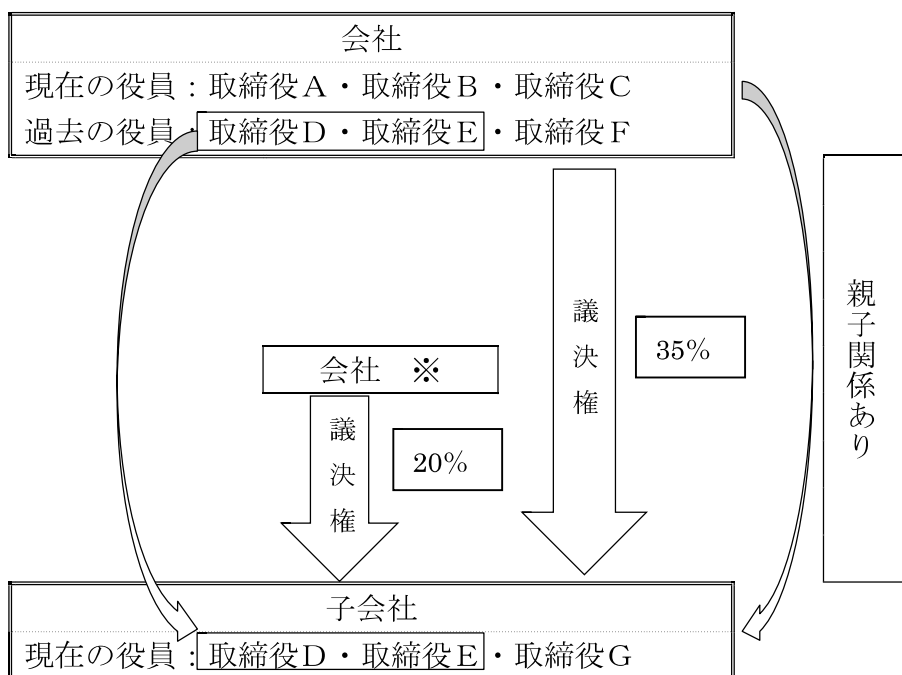 会社
現在の役員：取締役A・取締役B・取締役C
過去の役員：取締役D・取締役E・取締役F
親子関係あり
議決権
35%
会社　※
議決権
20%
子会社
現在の役員：取締役D・取締役E・取締役G